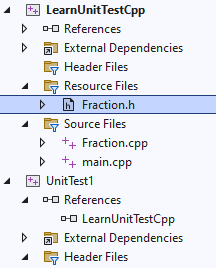 LearnUnitTestCpp
References
External Dependencies
Header Files
Resource Files
Fraction.h
Source Files
Fraction.cpp
main.cpp
UnitTest1
References
LearnUnitTestCpp
External Dependencies
Header Files